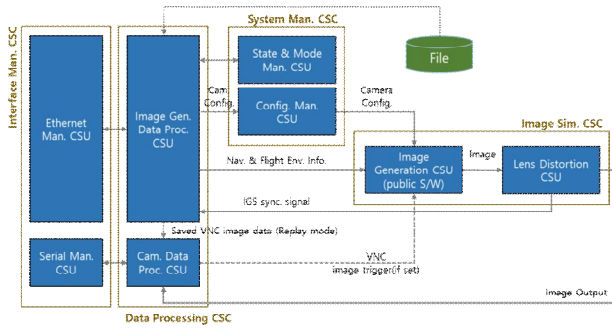 System Man. CSC
Interface Man. CSC
State & Mode
Man. CSU
File
Cam.
Config.
Camera
Config.
Ethernet
Man. CSU
Image Gen.
Data Proc.
CSU
Config. Man.
CSU
Image Sim. CSC
Image
Generation CSU
(public S/W)
Image
Lens Distortion
CSU
Nav. & Flight Env. Info.
IGS sync. signal
Saved VNC image data (Replay mode)
Serial Man.
CSU
Cam. Data
Proc. CSU
VNC
image trigger(if set)
image Output
Data Processing CSC